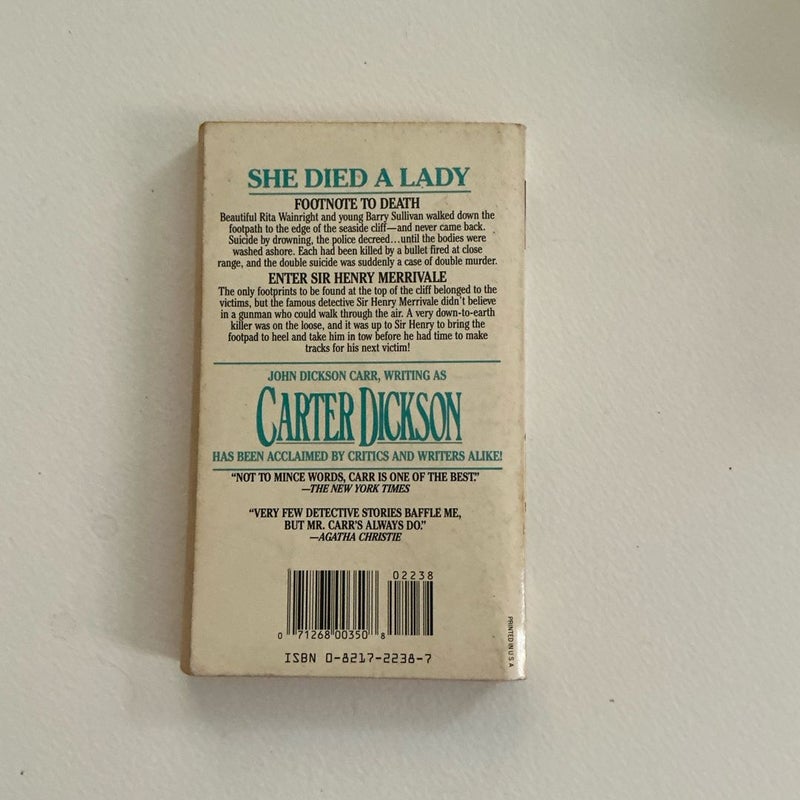 SHE DIED A LADY
FOOTNOTE TO DEATH
Beautiful Rita Wainright and young Barry Sullivan walked down the
footpath to the edge of the seaside cliff—and never came back.
Suicide by drowning, the police decreed...until the bodies were
washed ashore. Each had been killed by a bullet fired at close
range, and the double suicide was suddenly a case of double murder.
ENTER SIR HENRY MERRIVALE
The only footprints to be found at the top of the cliff belonged to the
victims, but the famous detective Sir Henry Merrivale didn't believe
in a gunman who could walk through the air. A very down-to-earth
killer was on the loose, and it was up to Sir Henry to bring the
footpad to heel and take him in tow before he had time to make
tracks for his next victim!
JOHN DICKSON CARR, WRITING AS
CARTER DICKSON
HAS BEEN ACCLAIMED BY CRITICS AND WRITERS ALIKE!
"NOT TO MINCE WORDS, CARR IS ONE OF THE BEST."
—THE NEW YORK TIMES
"VERY FEW DETECTIVE STORIES BAFFLE ME,
BUT MR. CARR'S ALWAYS DO."
—AGATHA CHRISTIE
02238
0 71268 00350 8
ISBN 0-8217-2238-7
PRINTED IN U.S.A.